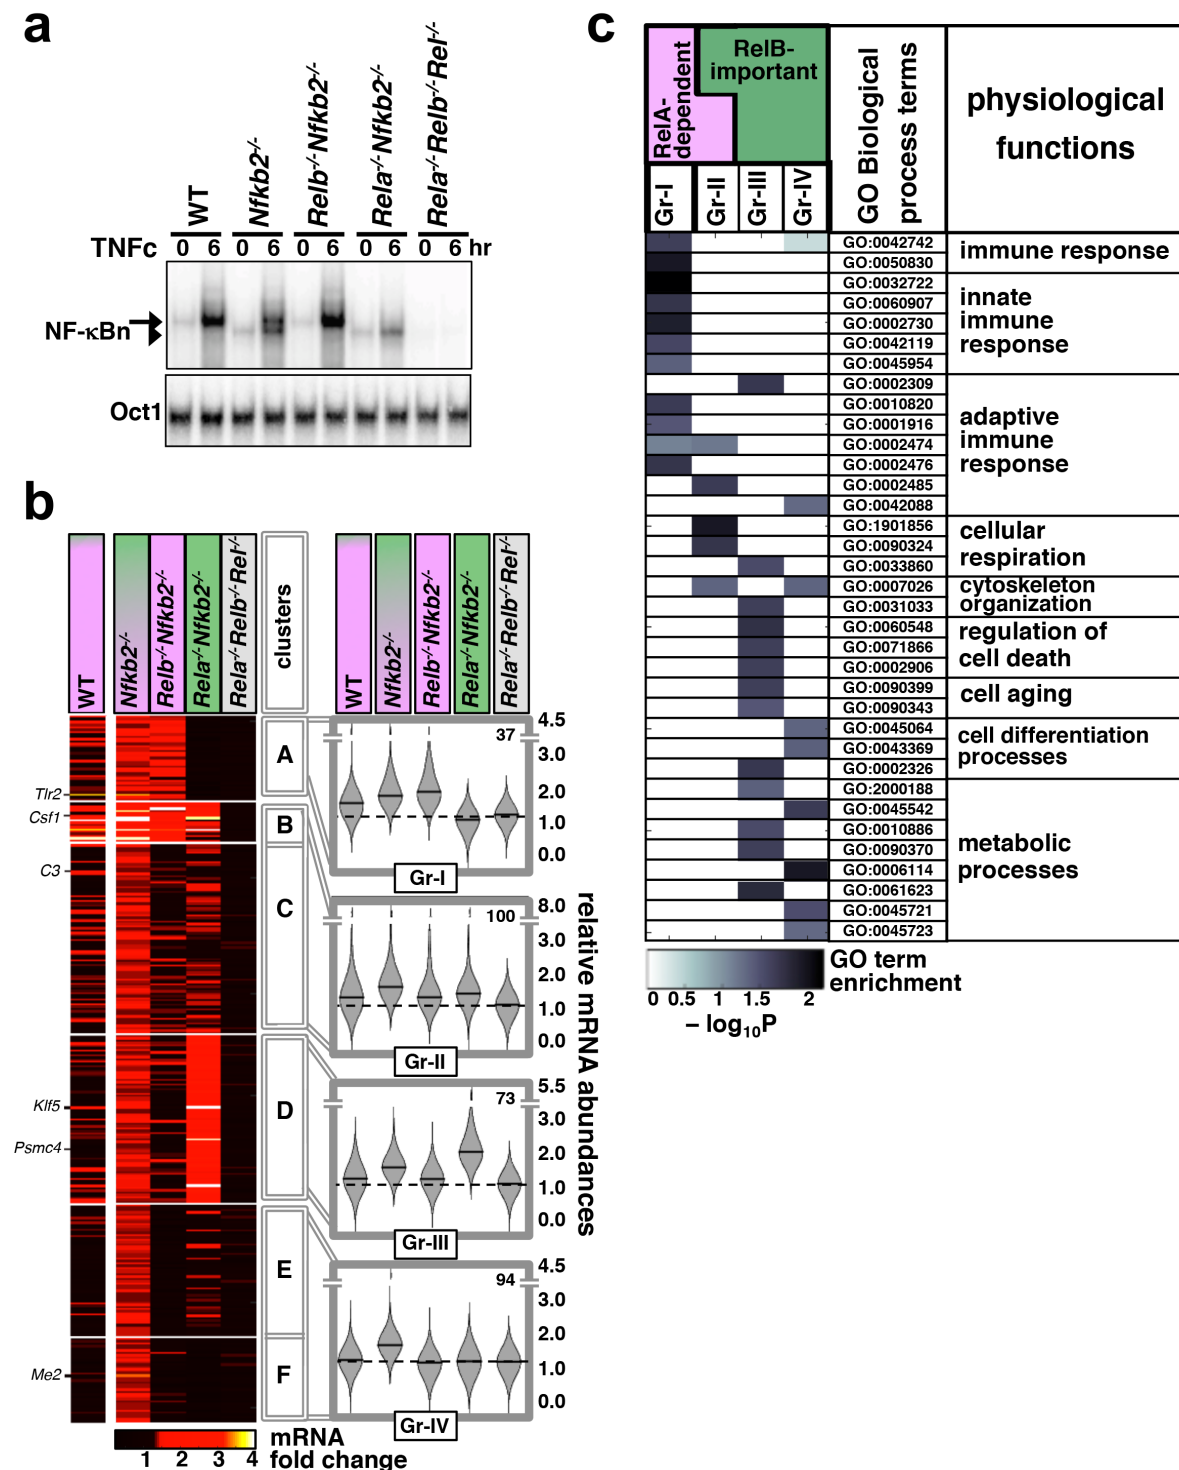 a
WT
Nfkb2-/-
Relb-/-Nfkb2-/-
Rela-/-Nfkb2-/-
Rela-/-Relb-/-Rel-/-
TNFc
0 6 0 6 0 6 0 6 0 6 hr
NF-κBn
Oct1
b
WT
Nfkb2-/-
Relb-/-Nfkb2-/-
Rela-/-Nfkb2-/-
Rela-/-Relb-/-Rel-/-
clusters
WT
Nfkb2-/-
Relb-/-Nfkb2-/-
Rela-/-Nfkb2-/-
Rela-/-Relb-/-Rel-/-
Tlr2
Csf1
C3
Klf5
Psmc4
Me2
A
B
C
D
E
F
37
4.5
3.0
2.0
1.0
0.0
Gr-I
100
8.0
3.0
2.0
1.0
0.0
Gr-II
73
5.5
3.0
2.0
1.0
0.0
Gr-III
94
4.5
3.0
2.0
1.0
0.0
Gr-IV
relative mRNA abundances
1 2 3 4
mRNA
fold change
c
RelA-
dependent
RelB-
important
GO Biological
process terms
physiological
functions
Gr-I
Gr-II
Gr-III
Gr-IV
GO:0042742
GO:0050830
immune response
GO:0032722
GO:0060907
GO:0002730
GO:0042119
GO:0045954
innate
immune
response
GO:0002309
GO:0010820
GO:0001916
GO:0002474
GO:0002476
GO:0002485
GO:0042088
adaptive
immune
response
GO:1901856
GO:0090324
GO:0033860
cellular
respiration
GO:0007026
GO:0031033
cytoskeleton
organization
GO:0060548
GO:0071866
GO:0002906
regulation of
cell death
GO:0090399
GO:0090343
cell aging
GO:0045064
GO:0043369
GO:0002326
cell differentiation
processes
GO:2000188
GO:0045542
GO:0010886
GO:0090370
GO:0006114
GO:0061623
GO:0045721
GO:0045723
metabolic
processes
0 0.5 1 1.5 2
GO term
enrichment
– log10P